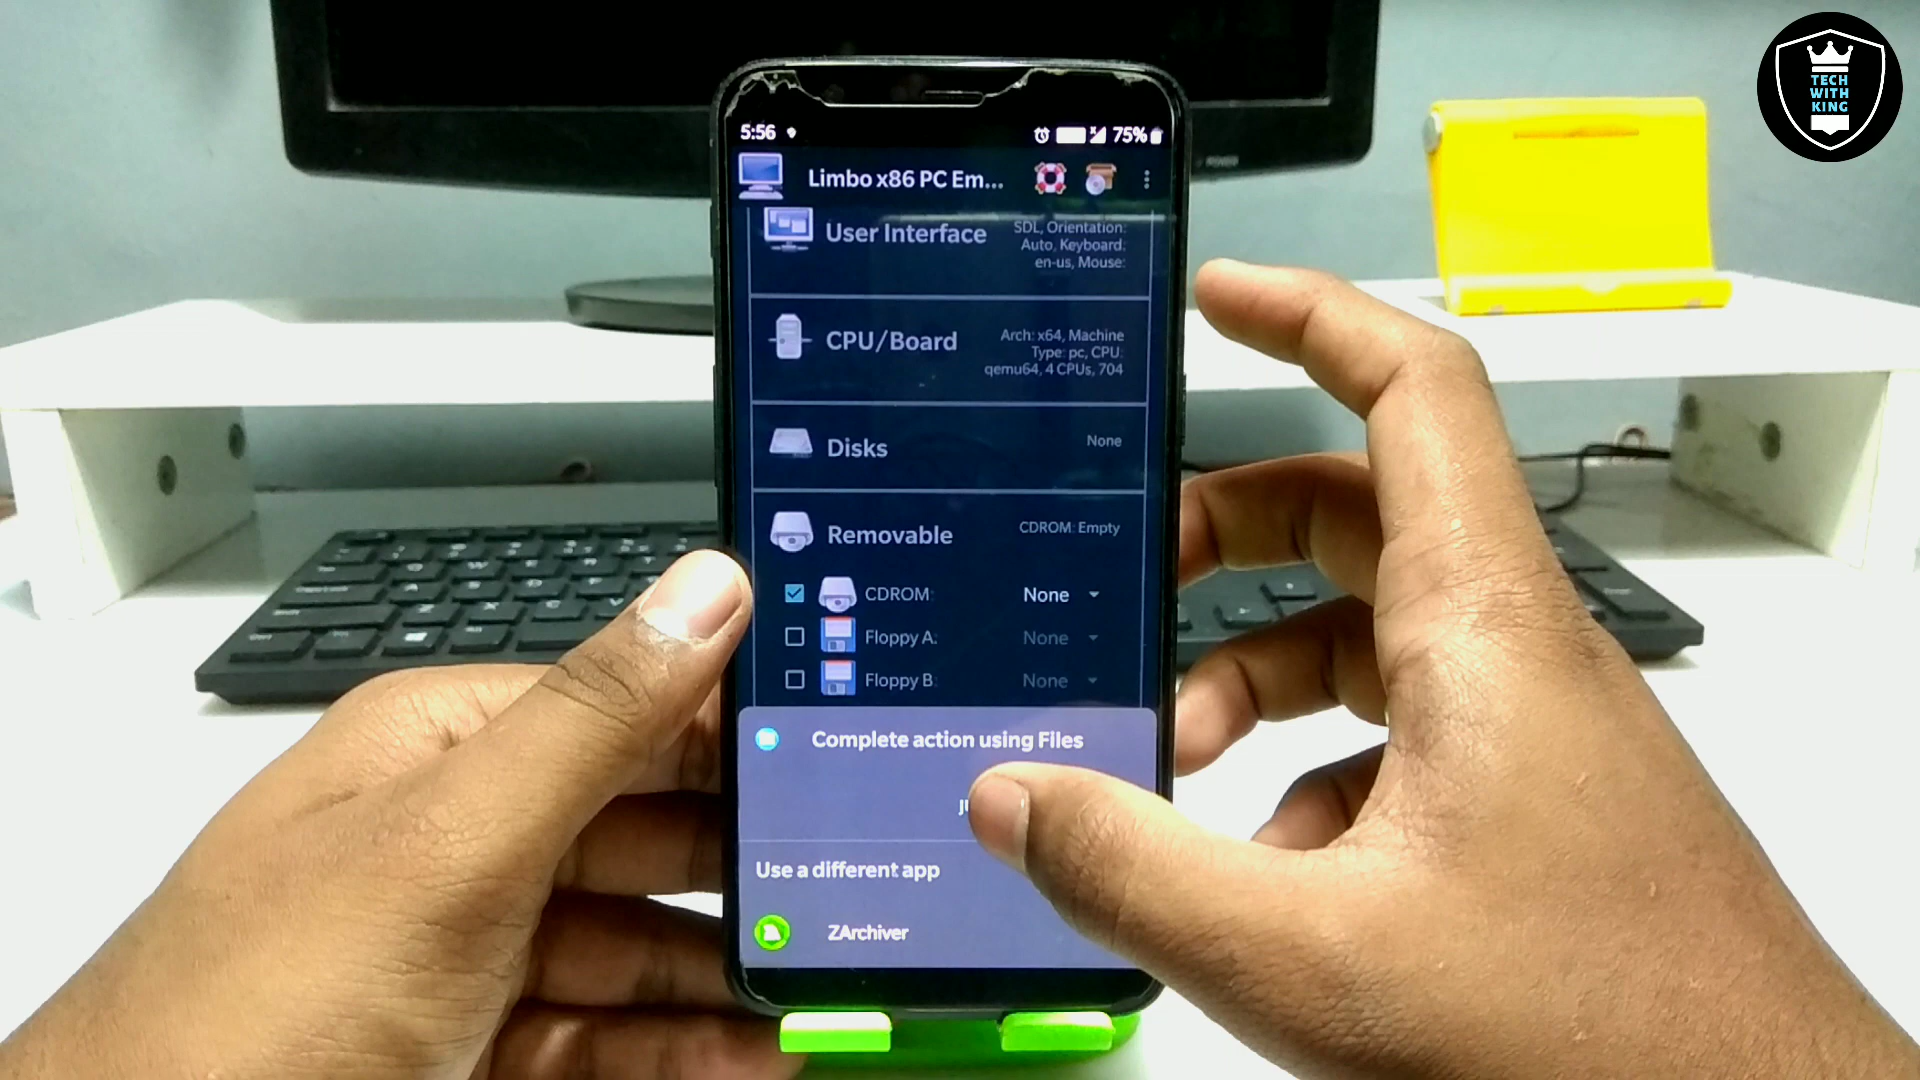 TECH
WITH
KING
5:56
75%
Limbo x86 PC Em...
User Interface
SDL, Orientation:
Auto, Keyboard:
en-us, Mouse:
CPU/Board
Arch: x64, Machine
Type: pc, CPU:
qemu64, 4 CPUs, 704
Disks
None
Removable
CDROM: Empty
CDROM:
None
Floppy A:
None
Floppy B:
None
Complete action using Files
Use a different app
ZArchiver